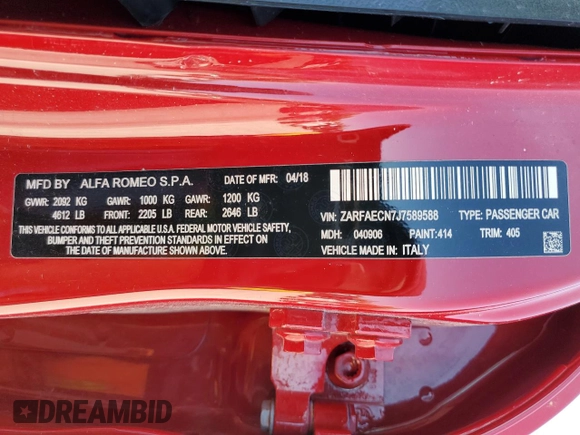 MFD BY ALFA ROMEO S.P.A. DATE OF MFR 04/18
GVWR: 2092 KG GAWR: 1000 KG GAWR: 1200 KG
4612 LB FRONT: 2205 LB REAR: 2646 LB
THIS VEHICLE CONFORMS TO ALL APPLICABLE U.S. FEDERAL MOTOR VEHICLE SAFETY,
BUMPER AND THEFT PREVENTION STANDARDS IN EFFECT ON
THE DATE OF MANUFACTURE SHOWN ABOVE.
VIN: ZARFAECN7J7589588 TYPE: PASSENGER CAR
MDH: 040906 PAINT:414 TRIM: 405
VEHICLE MADE IN: ITALY
DREAMBID